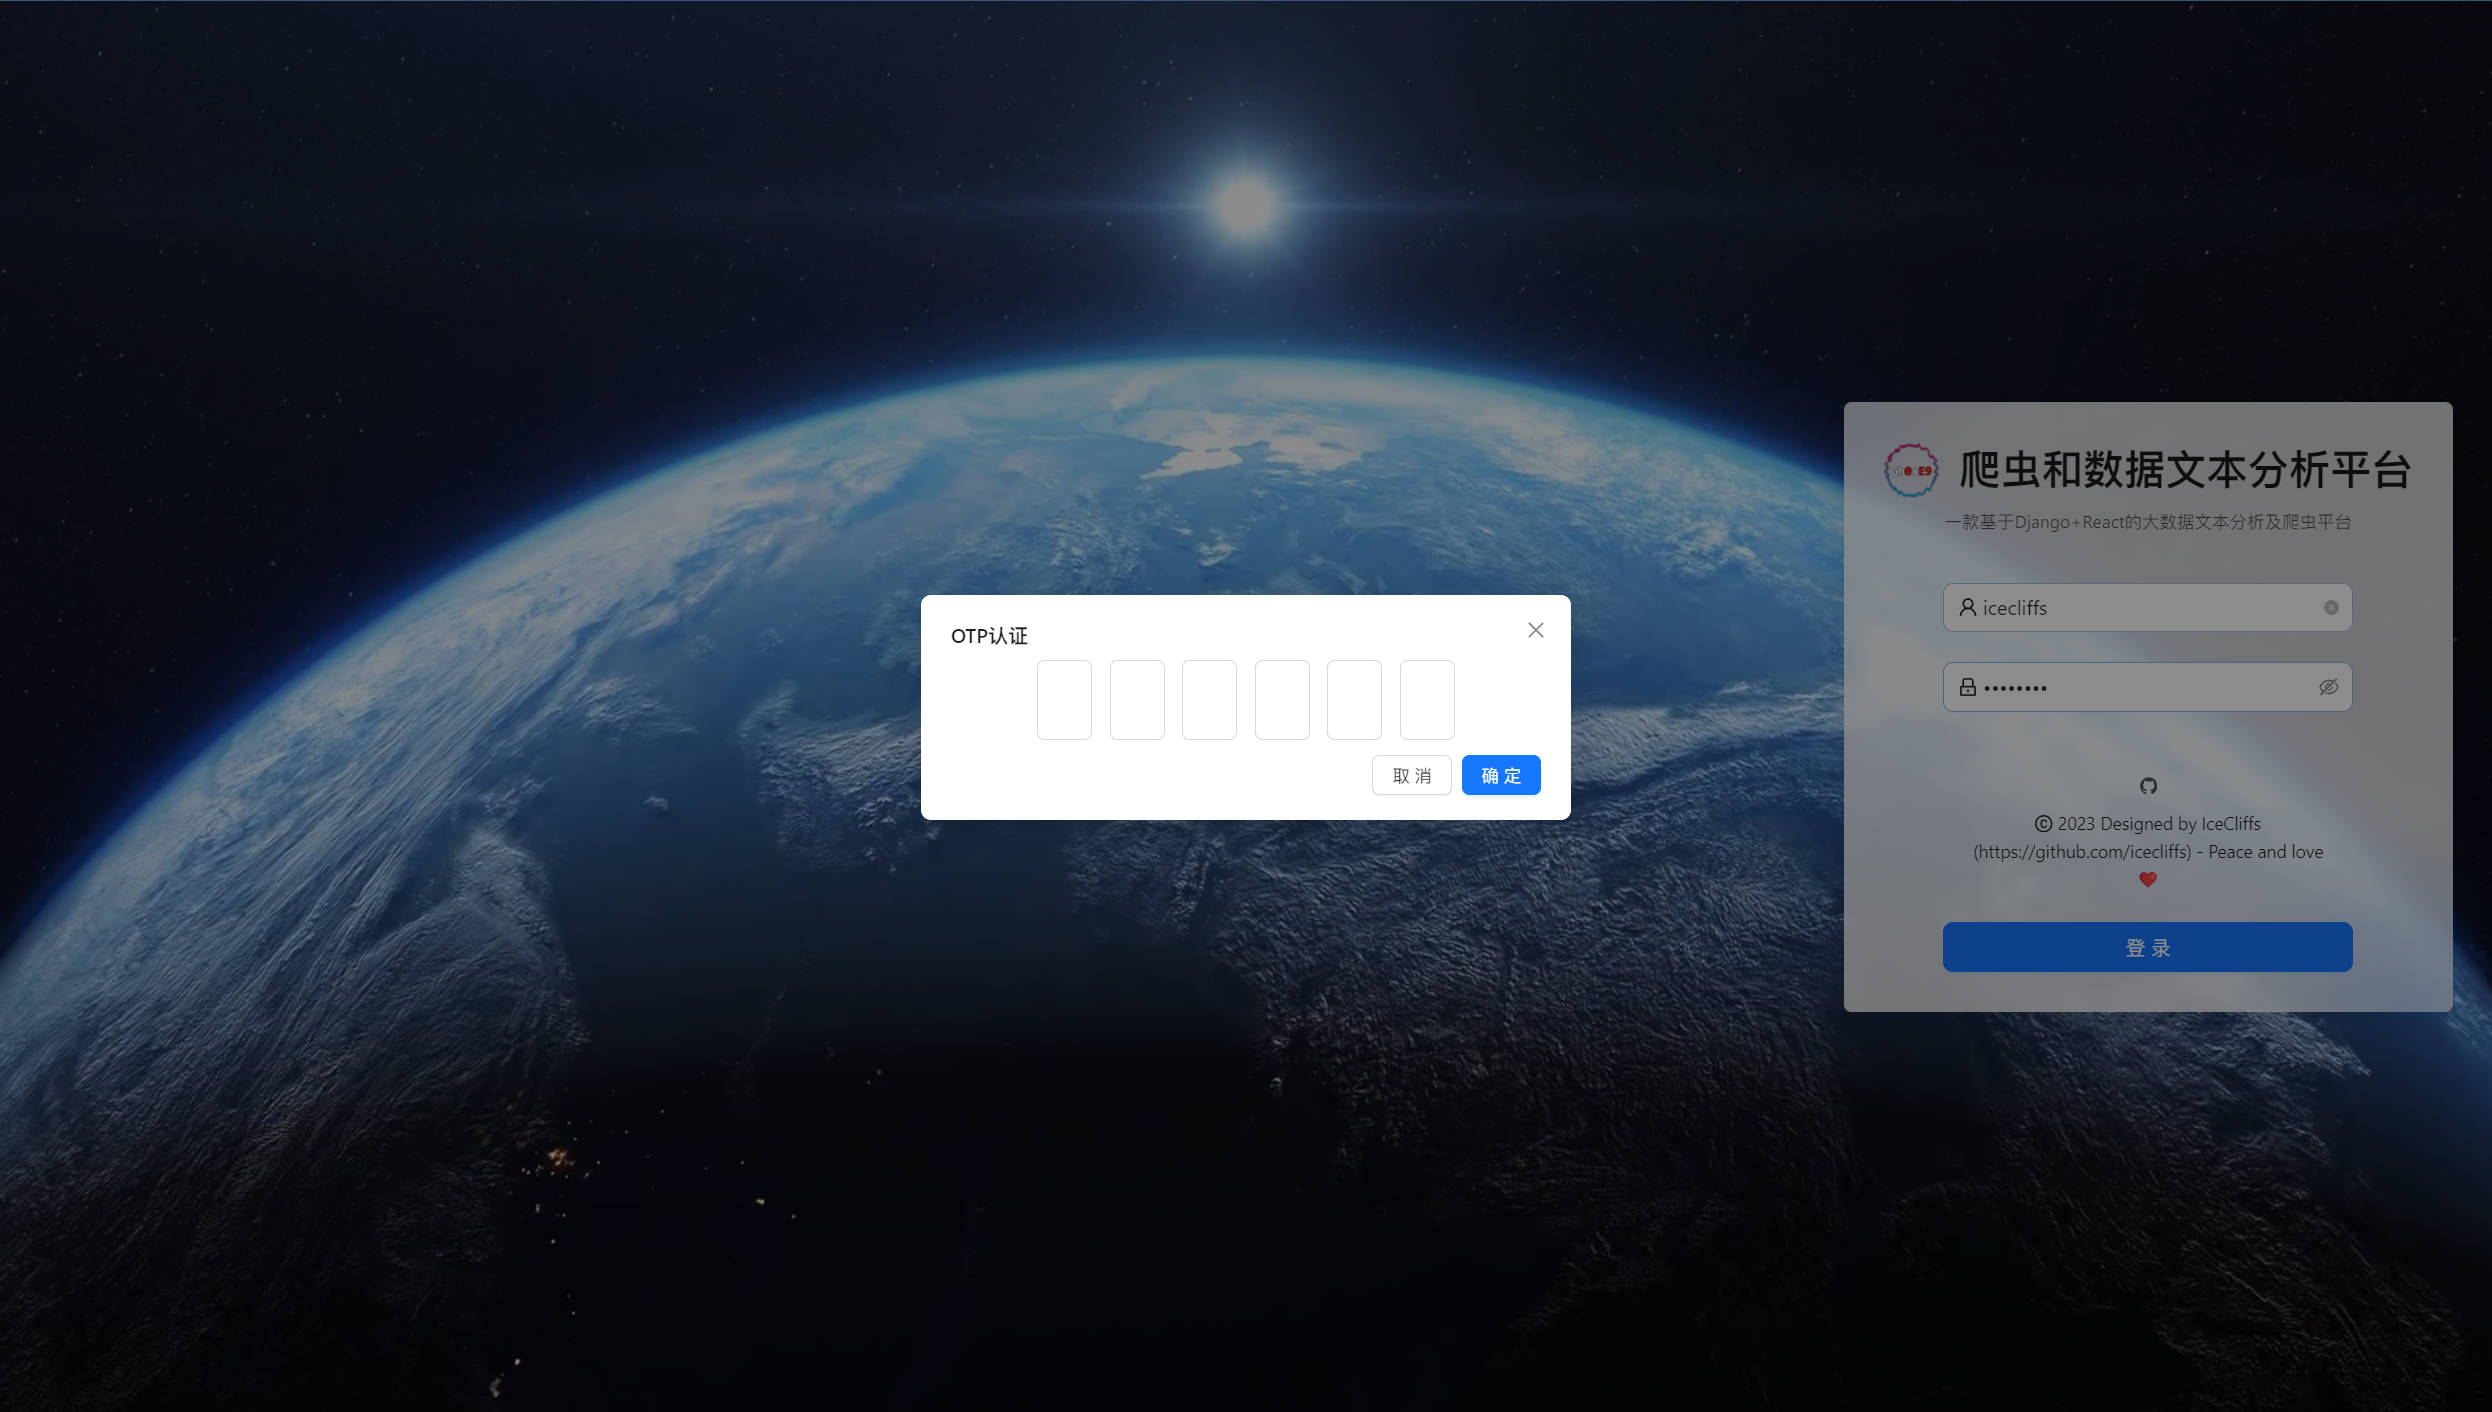 OTP认证
取 消
确 定
爬虫和数据文本分析平台
一款基于Django+React的大数据文本分析及爬虫平台
icecliffs
••••••••
© 2023 Designed by IceCliffs
(https://github.com/icecliffs) - Peace and love
❤️
登 录